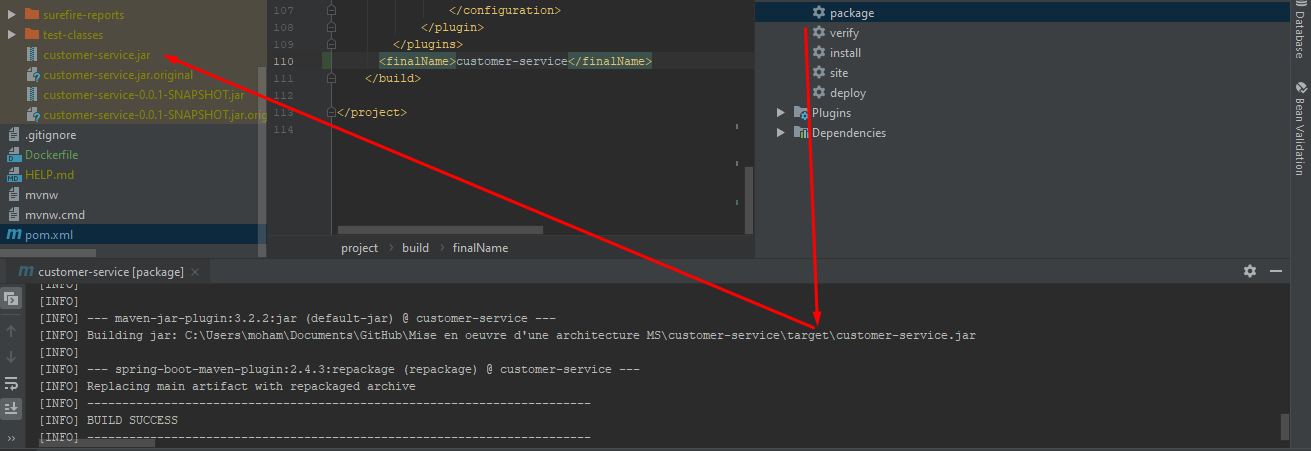 surefire-reports
test-classes
customer-service.jar
customer-service.jar.original
customer-service-0.0.1-SNAPSHOT.jar
customer-service-0.0.1-SNAPSHOT.jar.orig
.gitignore
Dockerfile
HELP.md
mvnw
mvnw.cmd
pom.xml
107 </configuration>
108 </plugin>
109 </plugins>
110 <finalName>customer-service</finalName>
111 </build>
112
113 </project>
114
project > build > finalName
package
verify
install
site
deploy
Plugins
Dependencies
Database
Bean Validation
customer-service [package]
[INFO]
[INFO]
[INFO] --- maven-jar-plugin:3.2.2:jar (default-jar) @ customer-service ---
[INFO] Building jar: C:\Users\moham\Documents\GitHub\Mise en oeuvre d'une architecture MS\customer-service\target\customer-service.jar
[INFO]
[INFO] --- spring-boot-maven-plugin:2.4.3:repackage (repackage) @ customer-service ---
[INFO] Replacing main artifact with repackaged archive
[INFO] ------------------------------------------------------------------------
[INFO] BUILD SUCCESS
[INFO] ------------------------------------------------------------------------